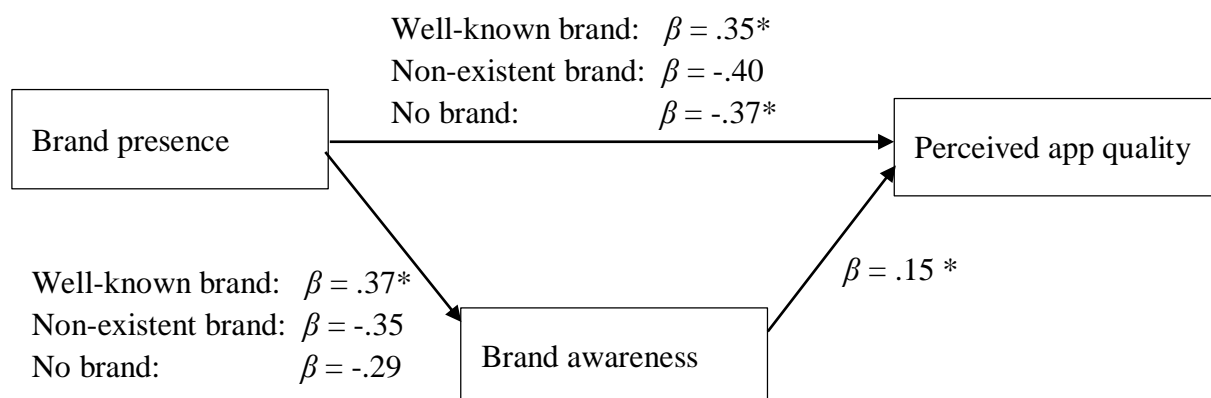 Well-known brand: β = .35*
Non-existent brand: β = -.40
No brand: β = -.37*
Brand presence
Perceived app quality
Well-known brand: β = .37*
Non-existent brand: β = -.35
No brand: β = -.29
β = .15 *
Brand awareness